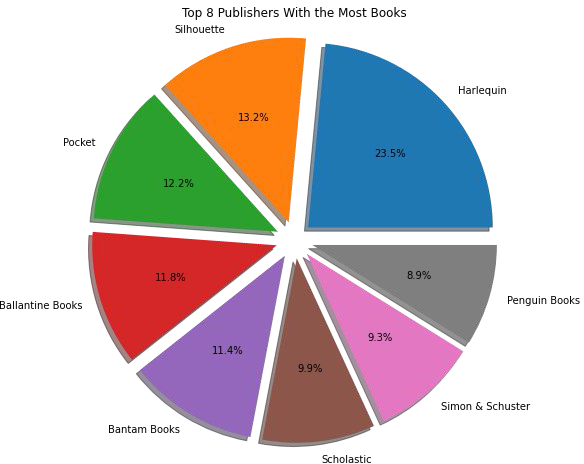 Top 8 Publishers With the Most Books
Silhouette
Harlequin
13.2%
23.5%
Pocket
12.2%
11.8%
8.9%
Ballantine Books
Penguin Books
11.4%
9.3%
9.9%
Simon & Schuster
Bantam Books
Scholastic